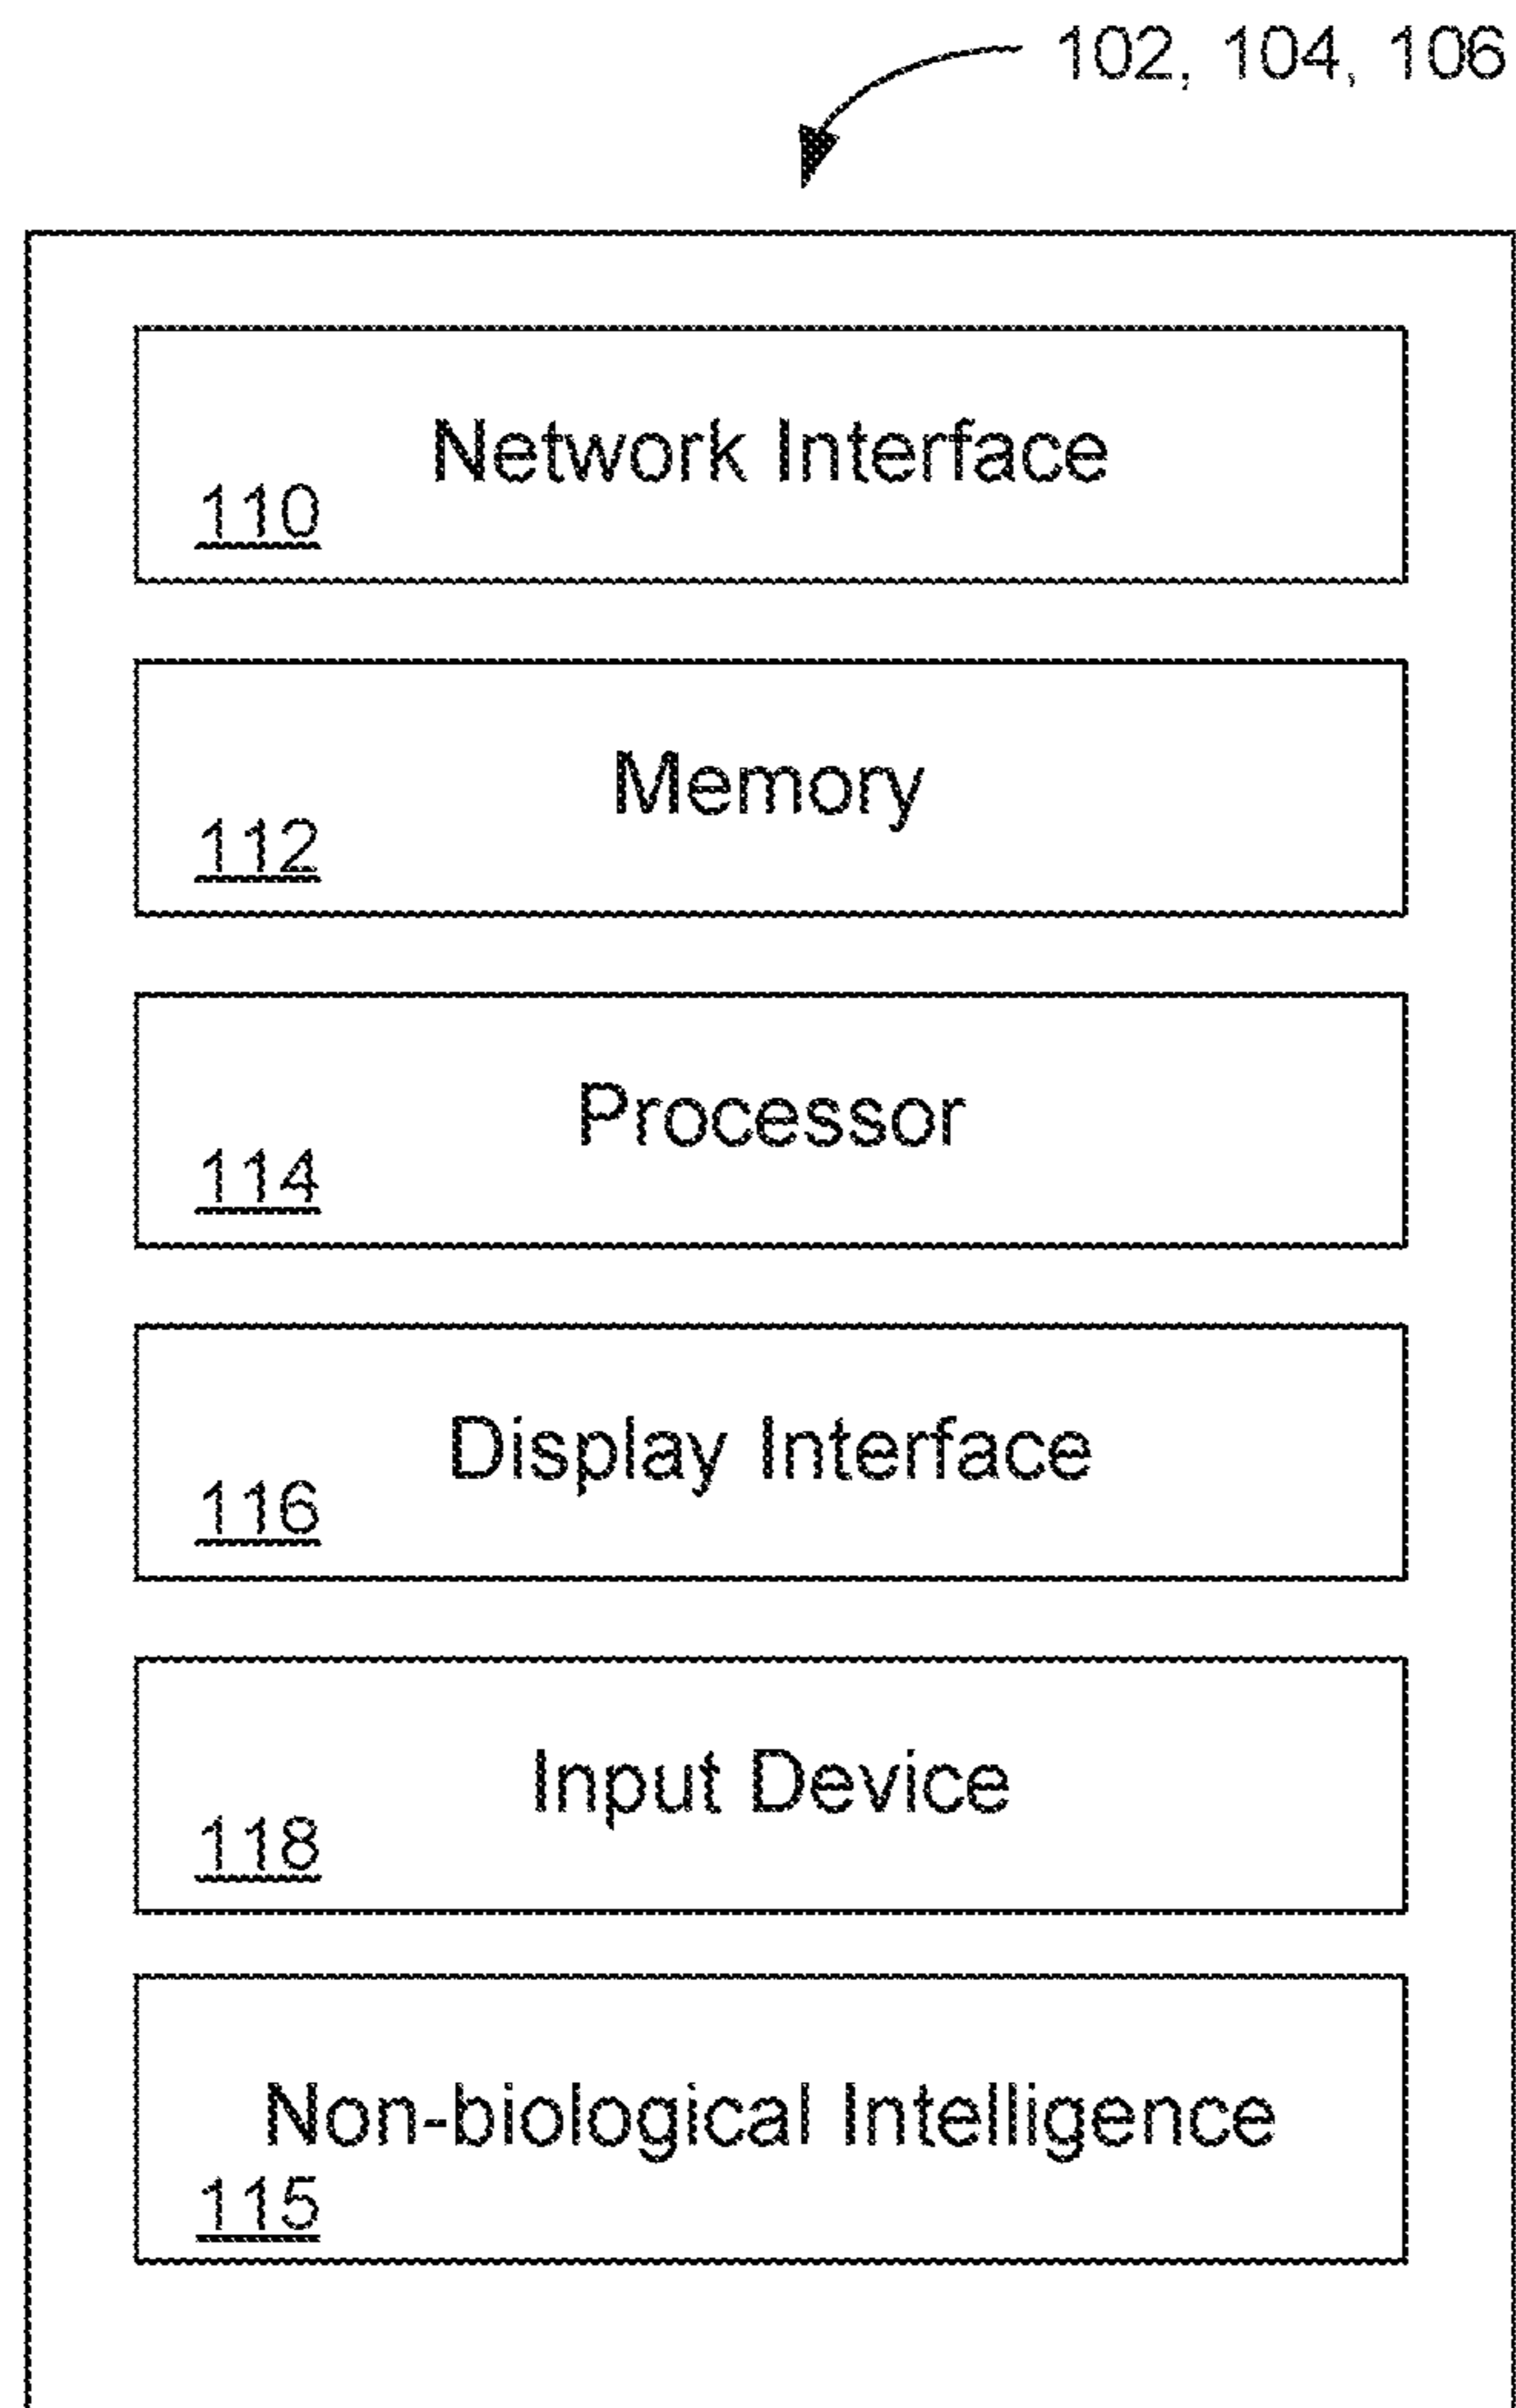 102, 104, 106
Network Interface
110
Memory
112
Processor
114
Display Interface
116
Input Device
118
Non-biological Intelligence
115